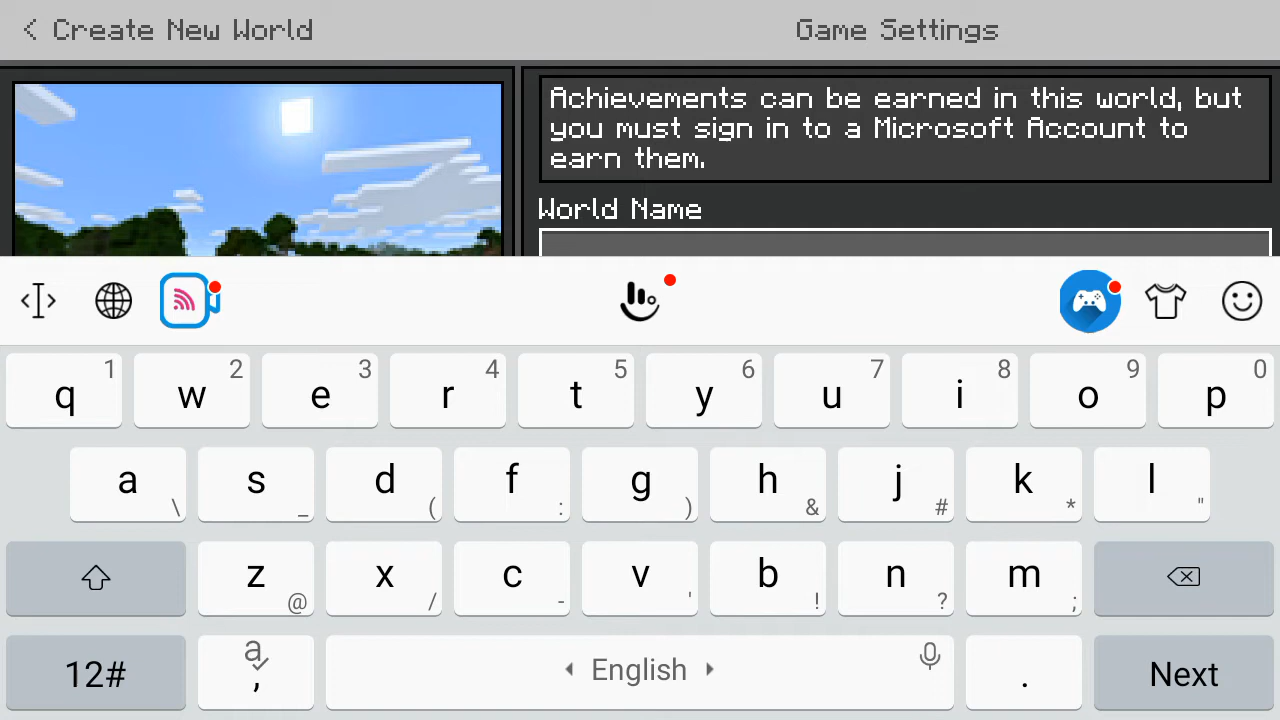 Create New World
Game Settings
Achievements can be earned in this world, but
you must sign in to a Microsoft Account to
earn them.
World Name
q 1 w 2 e 3 r 4 t 5 y 6 u 7 i 8 o 9 p 0
a \ s _ d ( f : g ) h & j # k * l "
z @ x / c - v ' b ! n ? m ;
12# a , English . Next